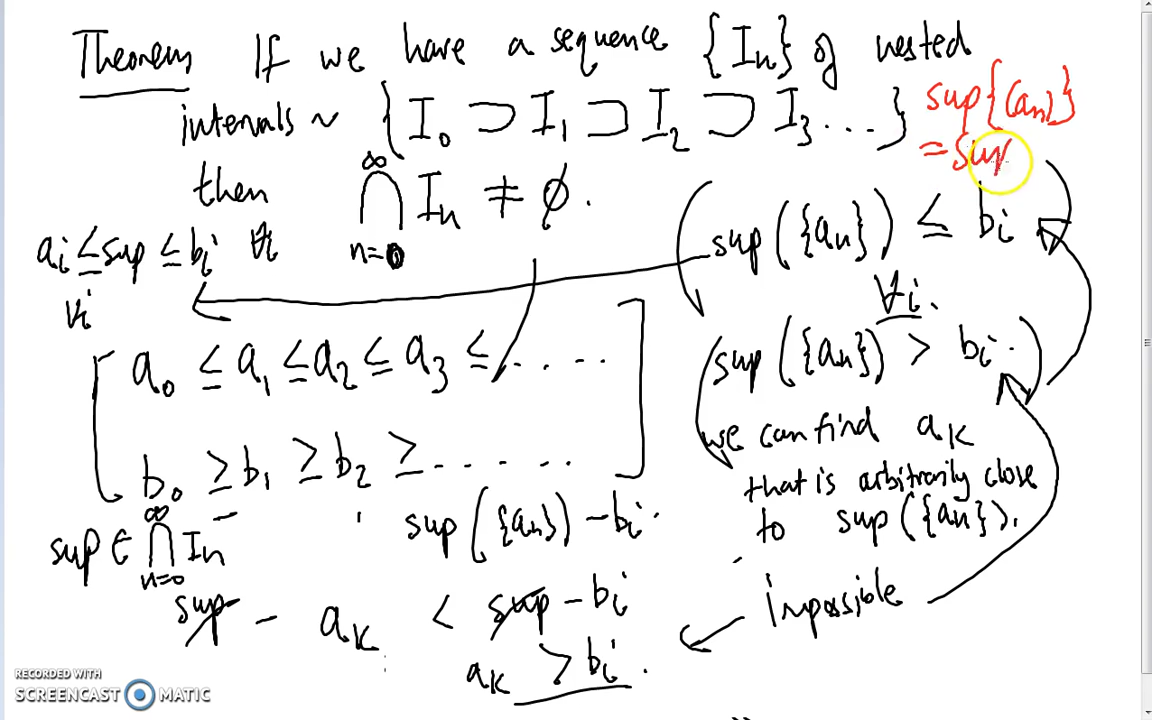 Theorem If we have a sequence {Iₙ} of nested
intervals ~ {I₀ ⊃ I₁ ⊃ I₂ ⊃ I₃ ...}
then ∞ ⋂ n=0 Iₙ ≠ ∅.
sup{(aₙ)}
= sup
aᵢ ≤ sup ≤ bᵢ ∀i
∀i
sup({aₙ}) ≤ bᵢ
∀i.
a₀ ≤ a₁ ≤ a₂ ≤ a₃ ≤ .....
b₀ ≥ b₁ ≥ b₂ ≥ ......
sup({aₙ}) > bᵢ.
we can find aₖ
that is arbitrarily close
to sup({aₙ}).
impossible
sup({aₙ}) - bᵢ.
sup ∈ ∞ ⋂ n=0 Iₙ
sup - aₖ < sup - bᵢ
aₖ > bᵢ.
RECORDED WITH
SCREENCAST MATIC